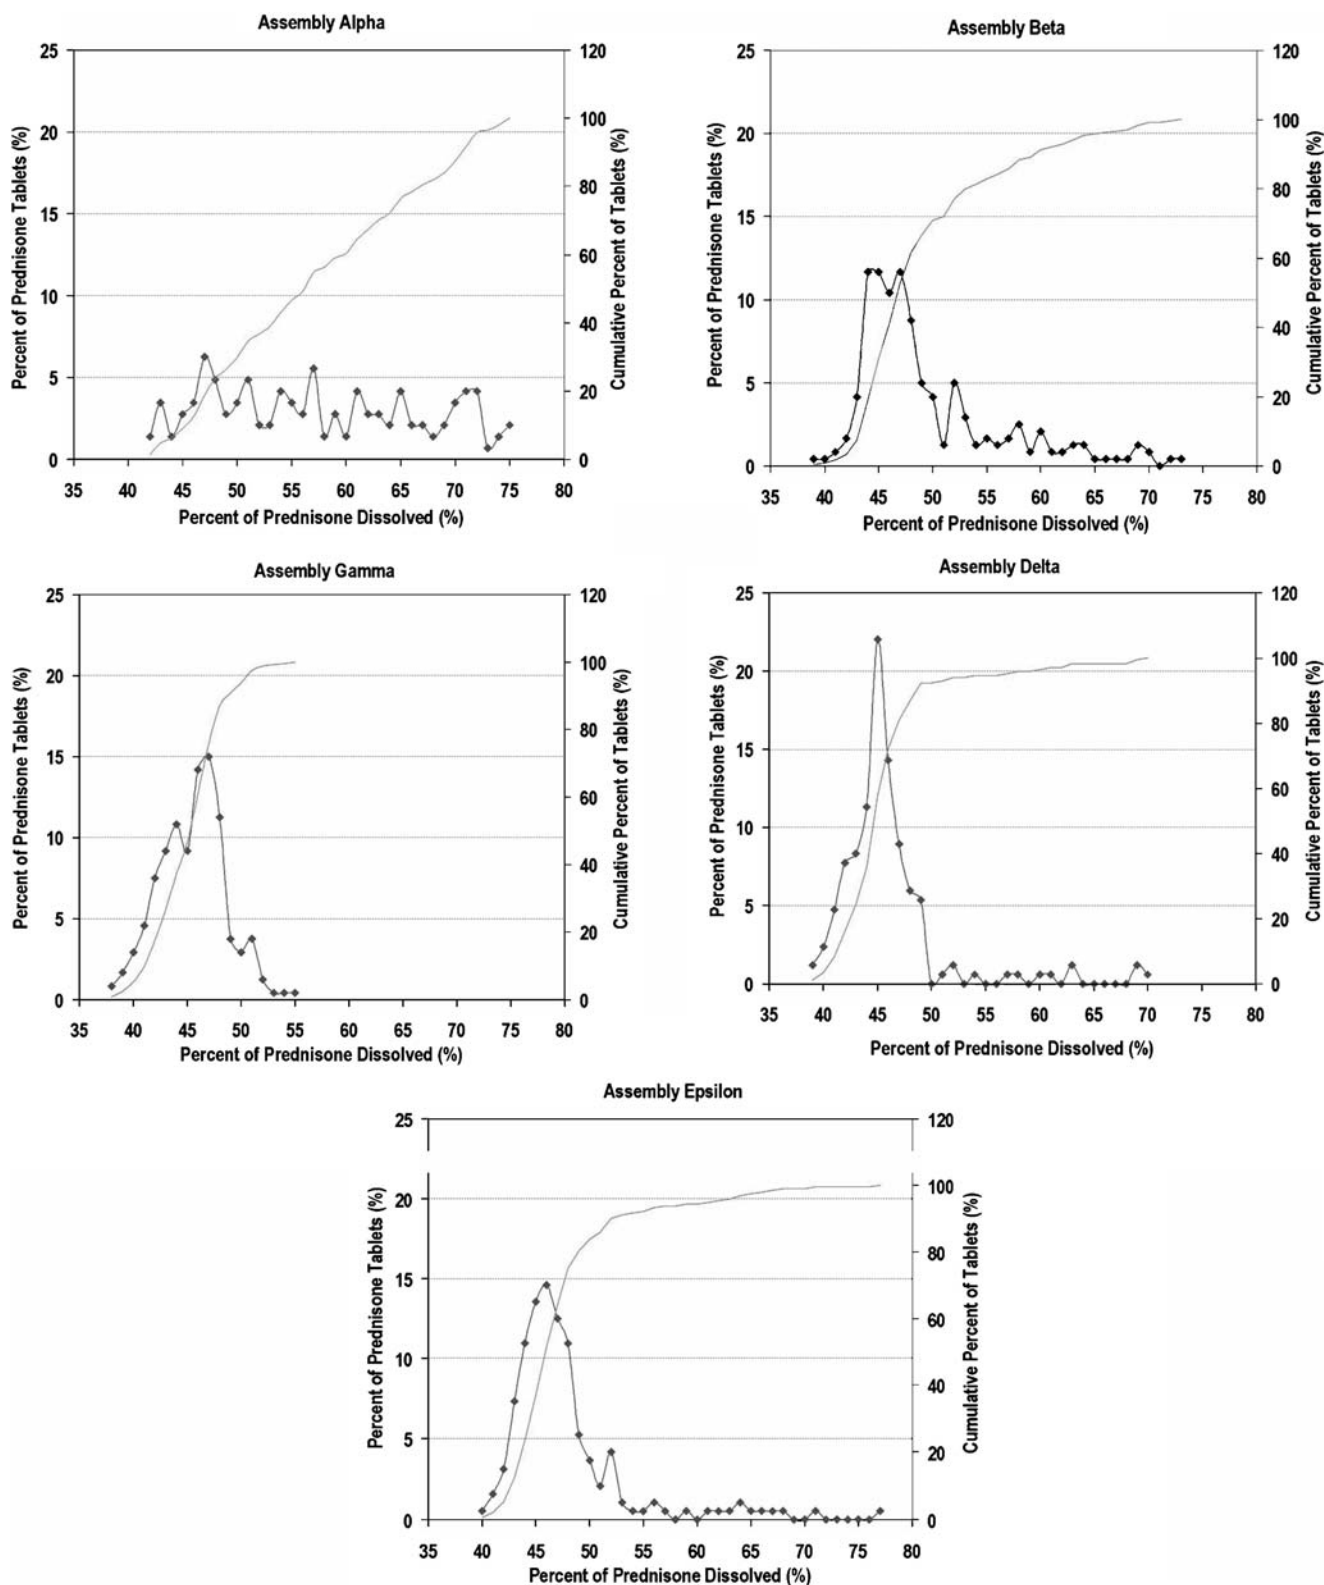 Assembly Alpha
25
20
15
10
5
0
120
100
80
60
40
20
0
35 40 45 50 55 60 65 70 75 80
Percent of Prednisone Tablets (%)
Cumulative Percent of Tablets (%)
Percent of Prednisone Dissolved (%)
Assembly Beta
25
20
15
10
5
0
120
100
80
60
40
20
0
35 40 45 50 55 60 65 70 75 80
Percent of Prednisone Tablets (%)
Cumulative Percent of Tablets (%)
Percent of Prednisone Dissolved (%)
Assembly Gamma
25
20
15
10
5
0
120
100
80
60
40
20
0
35 40 45 50 55 60 65 70 75 80
Percent of Prednisone Tablets (%)
Cumulative Percent of Tablets (%)
Percent of Prednisone Dissolved (%)
Assembly Delta
25
20
15
10
5
0
120
100
80
60
40
20
0
35 40 45 50 55 60 65 70 75 80
Percent of Prednisone Tablets (%)
Cumulative Percent of Tablets (%)
Percent of Prednisone Dissolved (%)
Assembly Epsilon
25
20
15
10
5
0
120
100
80
60
40
20
0
35 40 45 50 55 60 65 70 75 80
Percent of Prednisone Tablets (%)
Cumulative Percent of Tablets (%)
Percent of Prednisone Dissolved (%)